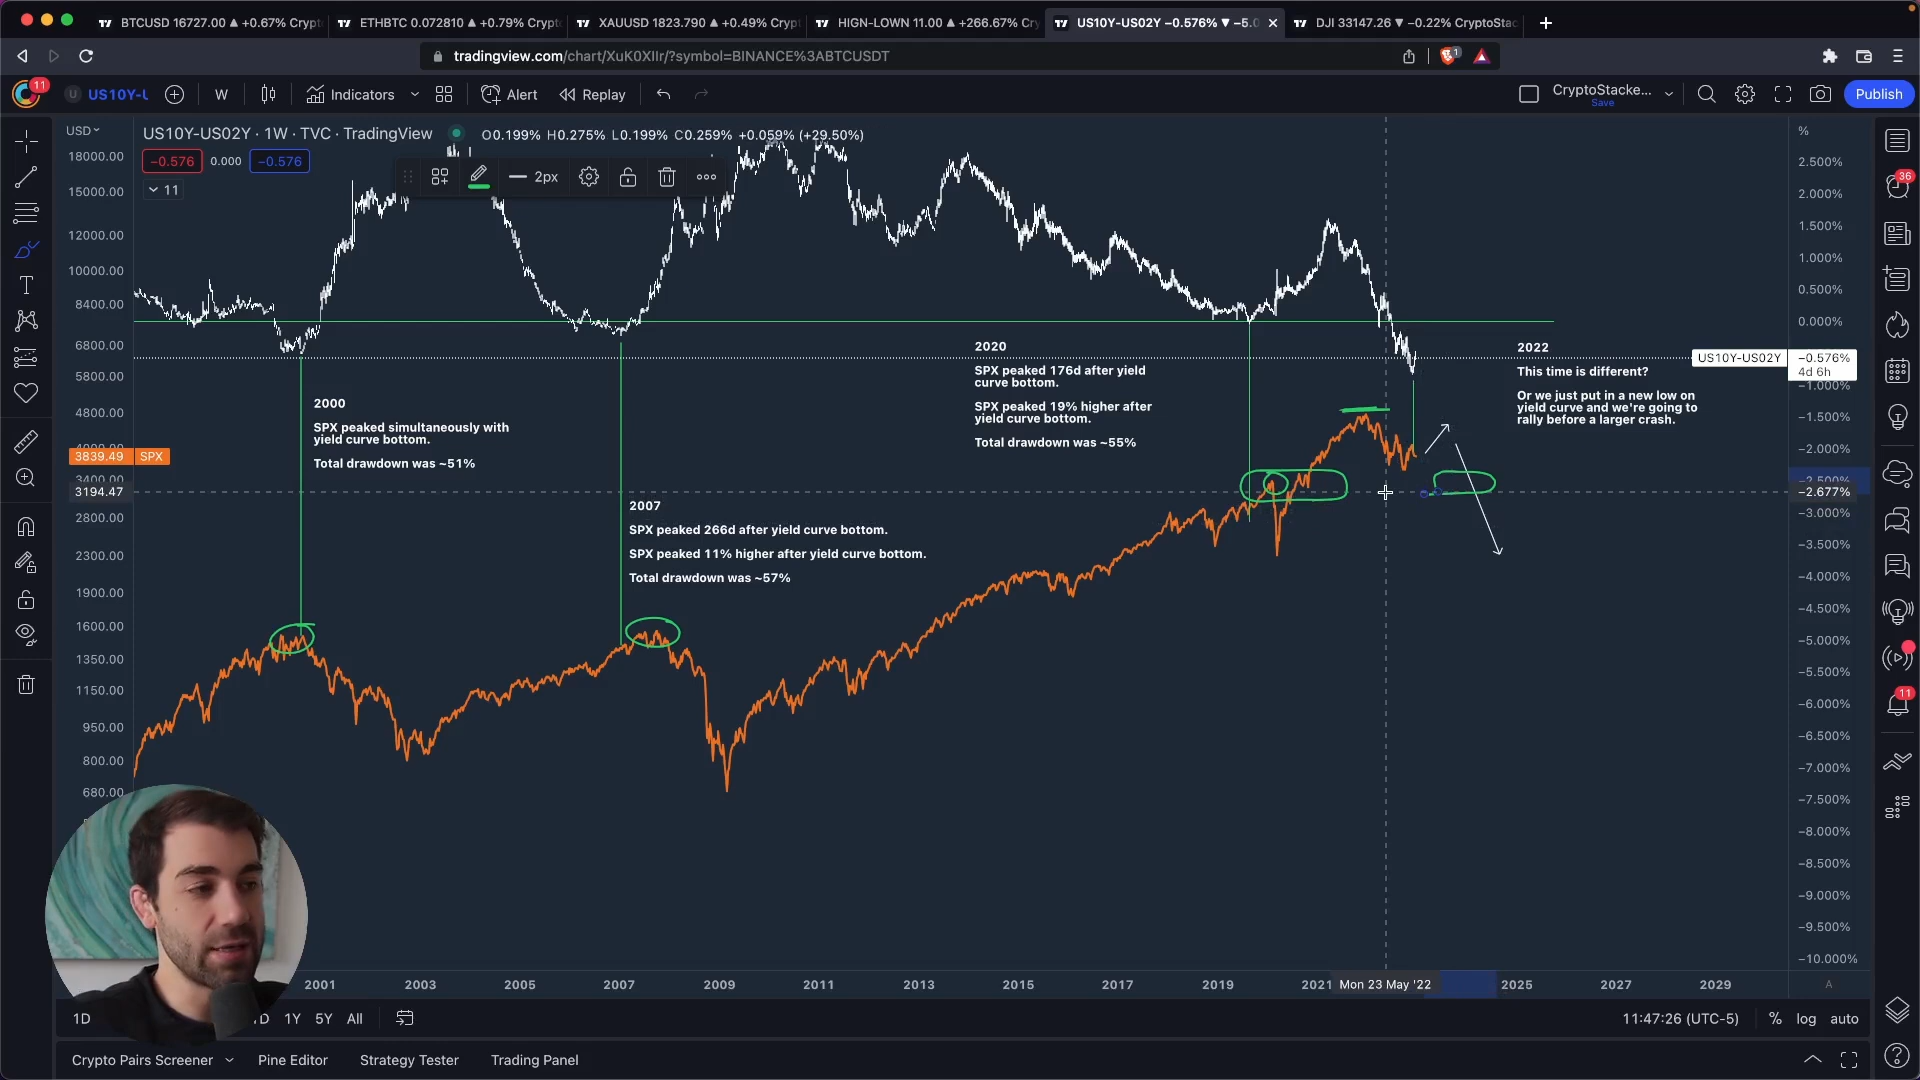 BTCUSD 16727.00 ▲ +0.67% Crypto
ETHBTC 0.072810 ▲ +0.79% Crypto
XAUUSD 1823.790 ▲ +0.49% Crypt
HIGN-LOWN 11.00 ▲ +266.67% Cr
US10Y-US02Y −0.576% ▼ −5.0
DJI 33147.26 ▼ −0.22% CryptoStac
tradingview.com/chart/XuK0XIIr/?symbol=BINANCE%3ABTCUSDT
1
11
US10Y-U
W
Indicators
Alert
Replay
CryptoStacke...
Save
Publish
USD
US10Y-US02Y · 1W · TVC · TradingView
O0.199% H0.275% L0.199% C0.259% +0.059% (+29.50%)
−0.576
0.000
−0.576
11
2px
%
18000.00
15000.00
12000.00
10000.00
8400.00
6800.00
5800.00
4800.00
3839.49 SPX
3194.47
2800.00
2300.00
1900.00
1600.00
1350.00
1150.00
950.00
800.00
680.00
2000
SPX peaked simultaneously with
yield curve bottom.
Total drawdown was ~51%
2007
SPX peaked 266d after yield curve bottom.
SPX peaked 11% higher after yield curve bottom.
Total drawdown was ~57%
2020
SPX peaked 176d after yield
curve bottom.
SPX peaked 19% higher after
yield curve bottom.
Total drawdown was ~55%
2022
This time is different?
Or we just put in a new low on
yield curve and we're going to
rally before a larger crash.
2.500%
2.000%
1.500%
1.000%
0.500%
0.000%
US10Y-US02Y −0.576%
4d 6h
−1.000%
−1.500%
−2.000%
−2.677%
−3.000%
−3.500%
−4.000%
−4.500%
−5.000%
−5.500%
−6.000%
−6.500%
−7.000%
−7.500%
−8.000%
−8.500%
−9.000%
−9.500%
−10.000%
36
11
2001
2003
2005
2007
2009
2011
2013
2015
2017
2019
2021
Mon 23 May '22
2025
2027
2029
A
1D
1Y
5Y
All
11:47:26 (UTC-5)
%
log
auto
Crypto Pairs Screener
Pine Editor
Strategy Tester
Trading Panel